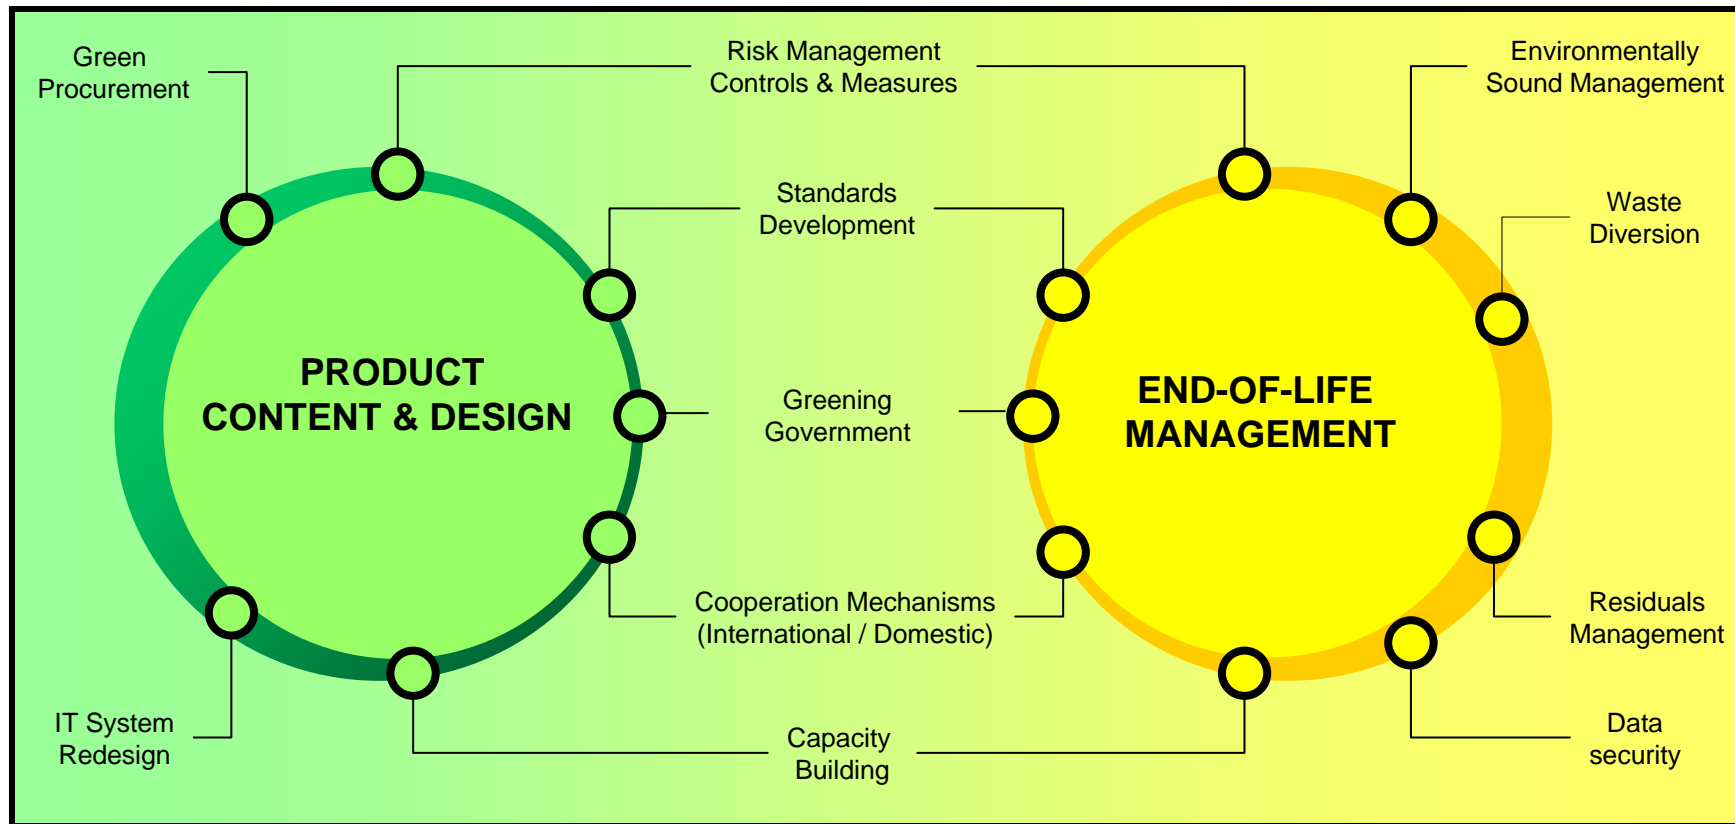 Green
Procurement
Risk Management
Controls & Measures
Environmentally
Sound Management
Standards
Development
Waste
Diversion
PRODUCT
CONTENT & DESIGN
Greening
Government
END-OF-LIFE
MANAGEMENT
Cooperation Mechanisms
(International / Domestic)
Residuals
Management
IT System
Redesign
Capacity
Building
Data
security